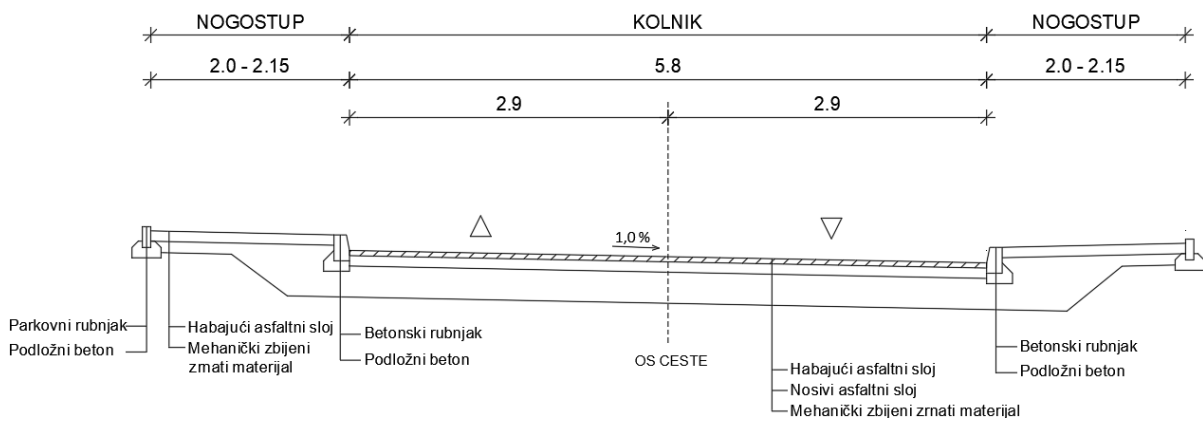 NOGOSTUP
KOLNIK
NOGOSTUP
2.0 - 2.15
5.8
2.0 - 2.15
2.9
2.9
1,0 %
Parkovni rubnjak
Podložni beton
Habajući asfaltni sloj
Mehanički zbijeni
zrnati materijal
Betonski rubnjak
Podložni beton
OS CESTE
Habajući asfaltni sloj
Nosivi asfaltni sloj
Mehanički zbijeni zrnati materijal
Betonski rubnjak
Podložni beton